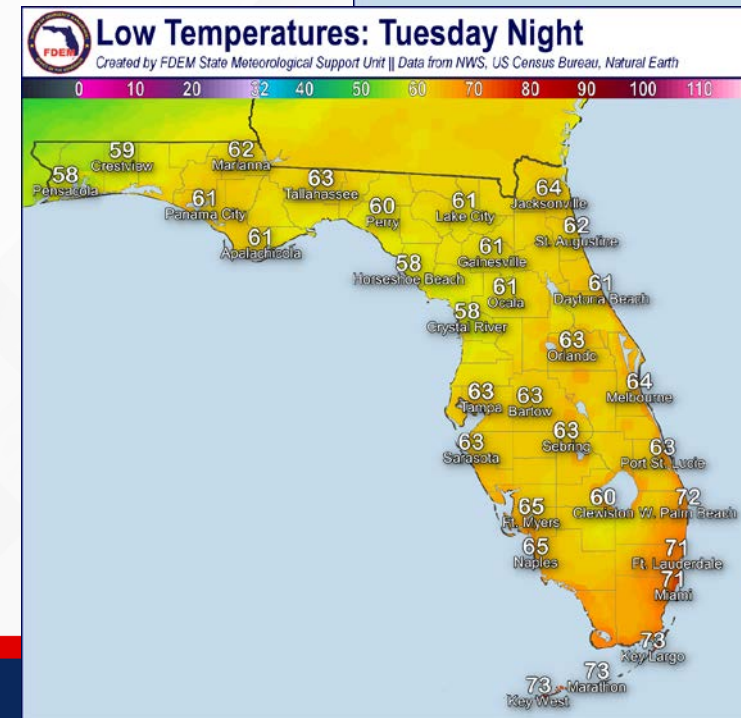 FDEM
Low Temperatures: Tuesday Night
Created by FDEM State Meteorological Support Unit || Data from NWS, US Census Bureau, Natural Earth
0 10 20 32 40 50 60 70 80 90 100 110
59
Crestview
62
Marianna
58
Pensacola
63
Tallahassee
61
Panama City
60
Perry
61
Lake City
64
Jacksonville
61
Apalachicola
62
St. Augustine
61
Gainesville
58
Horseshoe Beach
61
Ocala
61
Daytona Beach
58
Crystal River
63
Orlando
64
Melbourne
63
Tampa
63
Bartow
63
Sarasota
63
Sebring
63
Port St. Lucie
65
Ft. Myers
60
Clewiston
72
W. Palm Beach
65
Naples
71
Ft. Lauderdale
71
Miami
73
Key Largo
73
Marathon
73
Key West